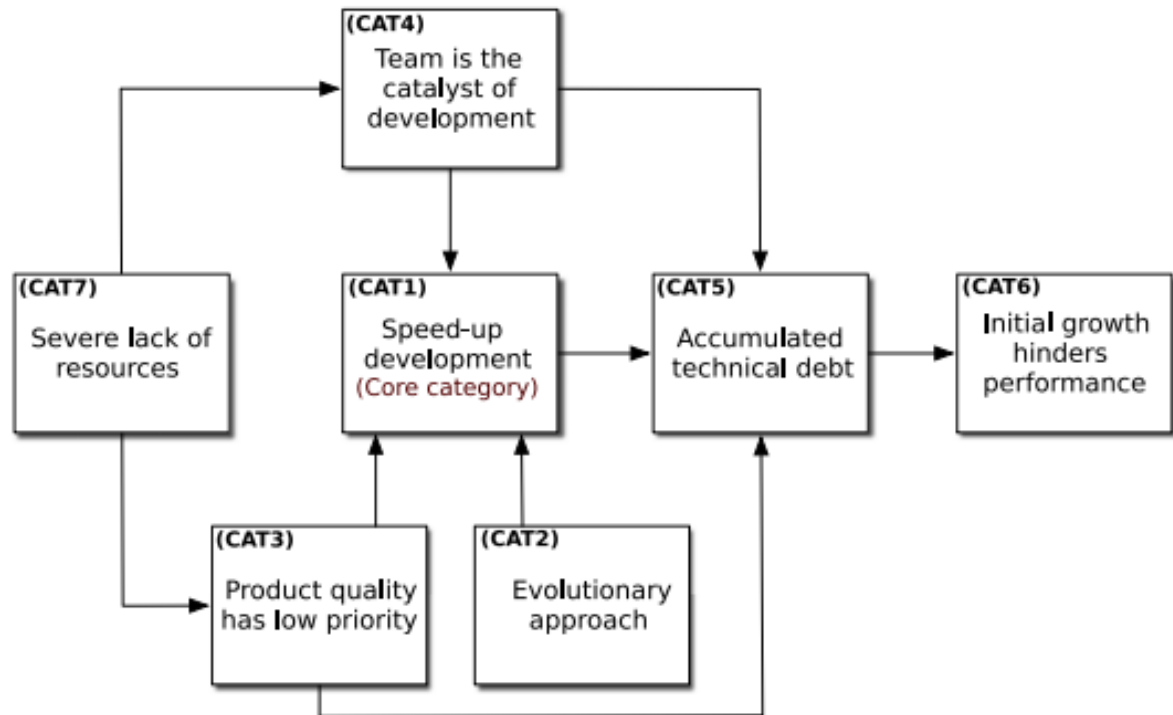 (CAT4)
Team is the
catalyst of
development
(CAT7)
Severe lack of
resources
(CAT1)
Speed-up
development
(Core category)
(CAT5)
Accumulated
technical debt
(CAT6)
Initial growth
hinders
performance
(CAT3)
Product quality
has low priority
(CAT2)
Evolutionary
approach